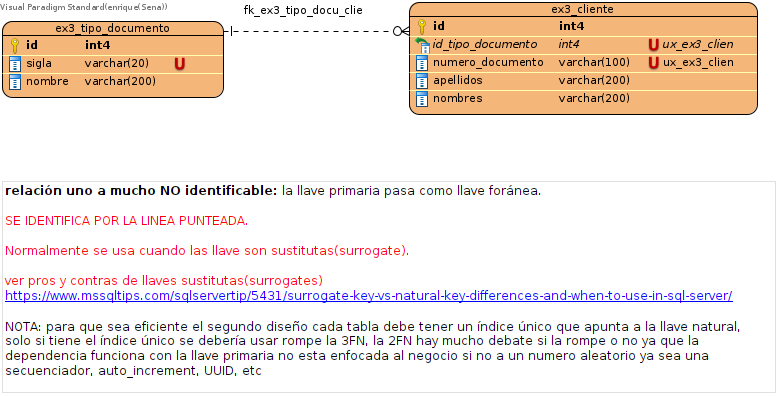 Visual Paradigm Standard(enrique(Sena))
fk_ex3_tipo_docu_clie
ex3_tipo_documento
id int4
sigla varchar(20) U
nombre varchar(200)
ex3_cliente
id int4
id_tipo_documento int4 U ux_ex3_clien
numero_documento varchar(100) U ux_ex3_clien
apellidos varchar(200)
nombres varchar(200)
relación uno a mucho NO identificable: la llave primaria pasa como llave foránea.
SE IDENTIFICA POR LA LINEA PUNTEADA.
Normalmente se usa cuando las llave son sustitutas(surrogate).
ver pros y contras de llaves sustitutas(surrogates)
https://www.mssqltips.com/sqlservertip/5431/surrogate-key-vs-natural-key-differences-and-when-to-use-in-sql-server/
NOTA: para que sea eficiente el segundo diseño cada tabla debe tener un índice único que apunta a la llave natural,
solo si tiene el índice único se debería usar rompe la 3FN, la 2FN hay mucho debate si la rompe o no ya que la
dependencia funciona con la llave primaria no esta enfocada al negocio si no a un numero aleatorio ya sea una
secuenciador, auto_increment, UUID, etc